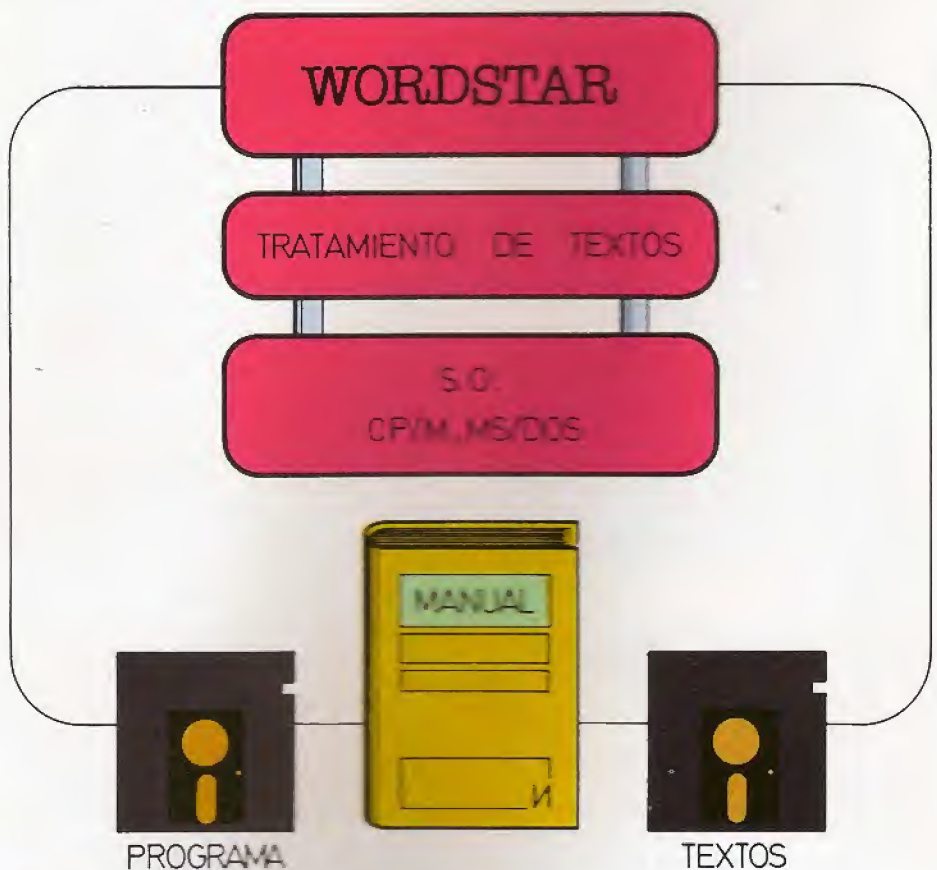 WORDSTAR
TRATAMIENTO DE TEXTOS
S.O.
CP/M, MS/DOS
MANUAL
PROGRAMA
TEXTOS